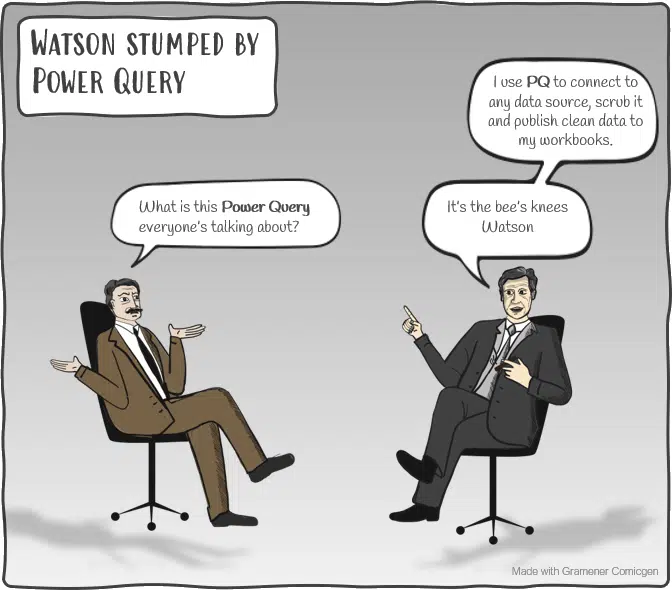 WATSON STUMPED BY
POWER QUERY
What is this Power Query
everyone's talking about?
I use PQ to connect to
any data source, scrub it
and publish clean data to
my workbooks.
It's the bee's knees
Watson
Made with Gramener Comicgen